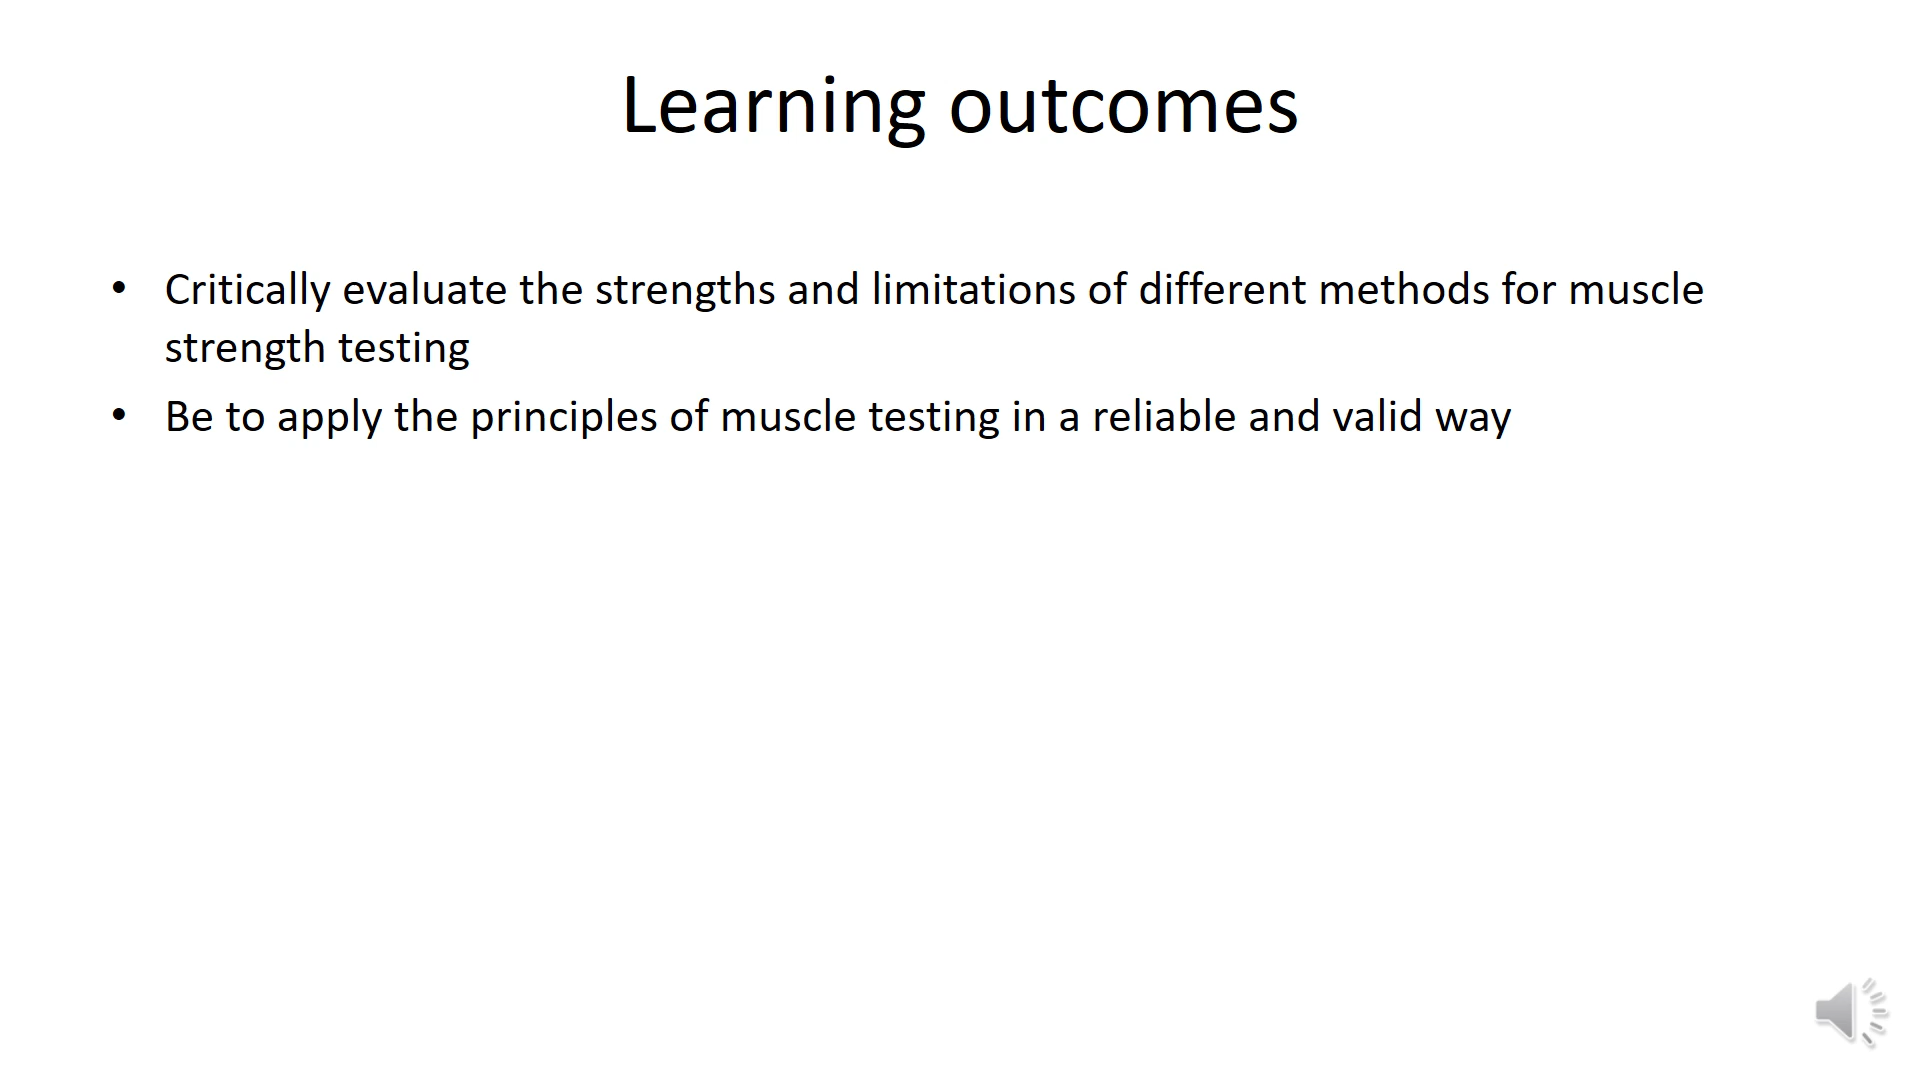 Learning outcomes
• Critically evaluate the strengths and limitations of different methods for muscle
strength testing
• Be to apply the principles of muscle testing in a reliable and valid way